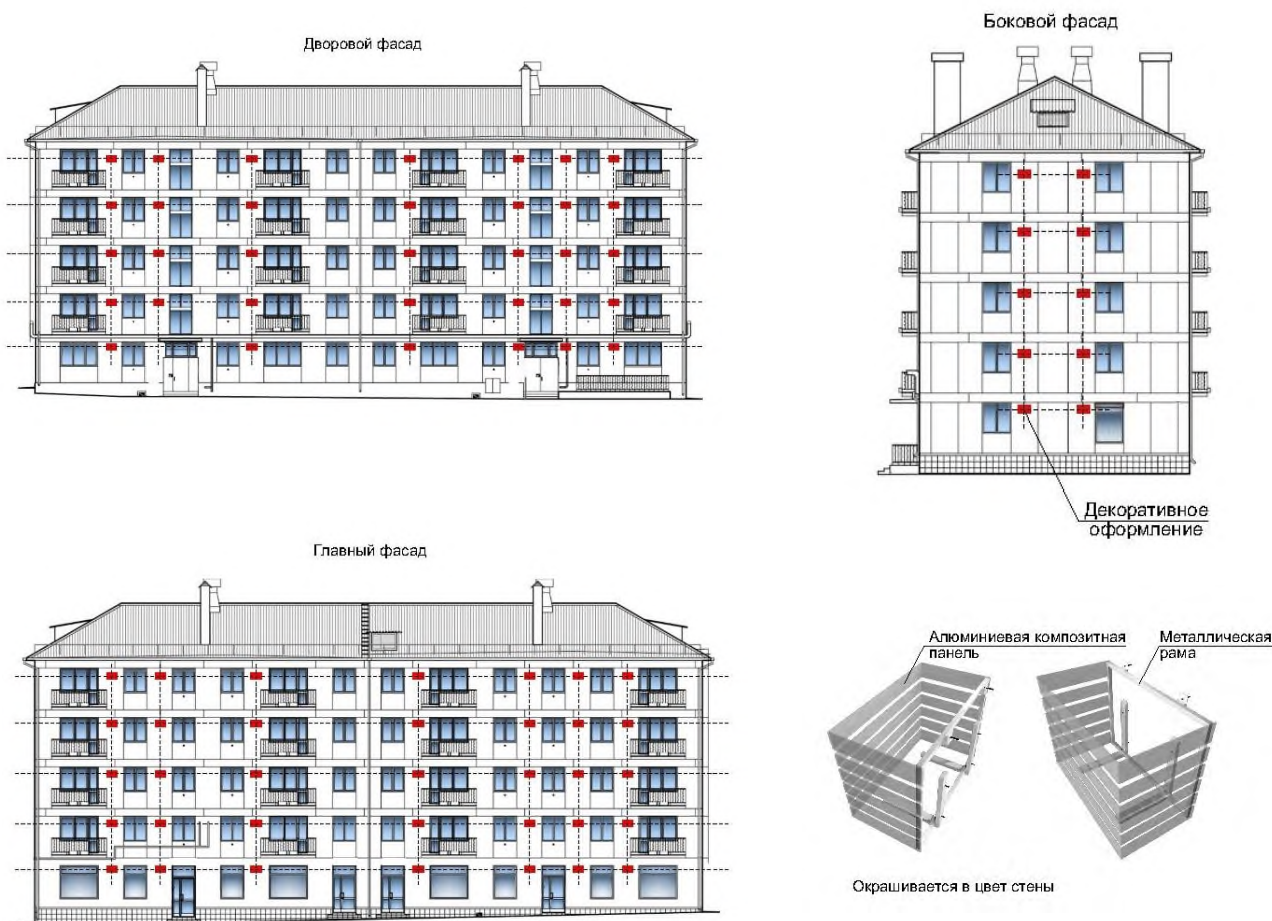 Дворовой фасад
Боковой фасад
Декоративное
оформление
Главный фасад
Алюминиевая композитная
панель
Металлическая
рама
Окрашивается в цвет стены